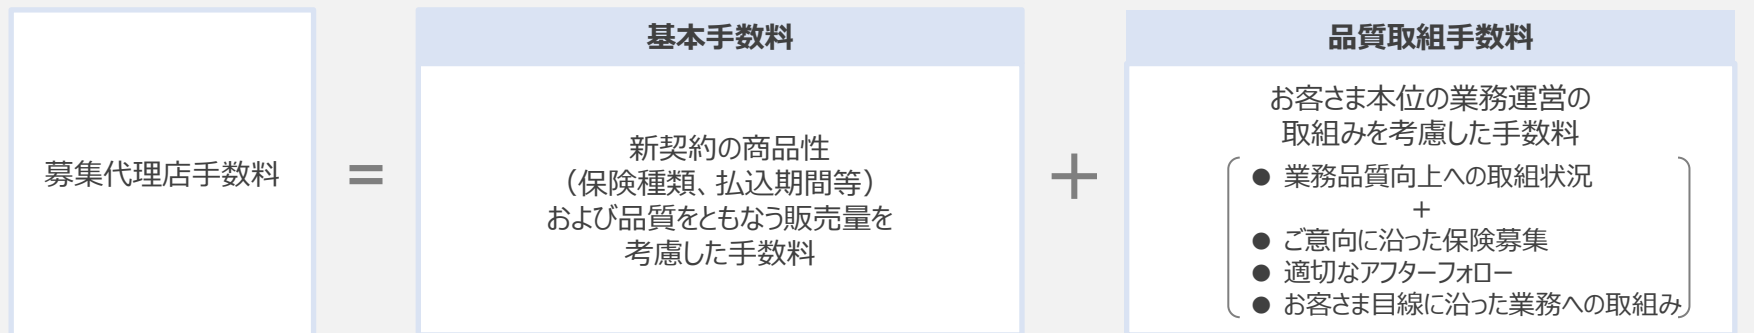 募集代理店手数料
＝
基本手数料
新契約の商品性
（保険種類、払込期間等）
および品質をともなう販売量を
考慮した手数料
＋
品質取組手数料
お客さま本位の業務運営の
取組みを考慮した手数料
● 業務品質向上への取組状況
＋
● ご意向に沿った保険募集
● 適切なアフターフォロー
● お客さま目線に沿った業務への取組み